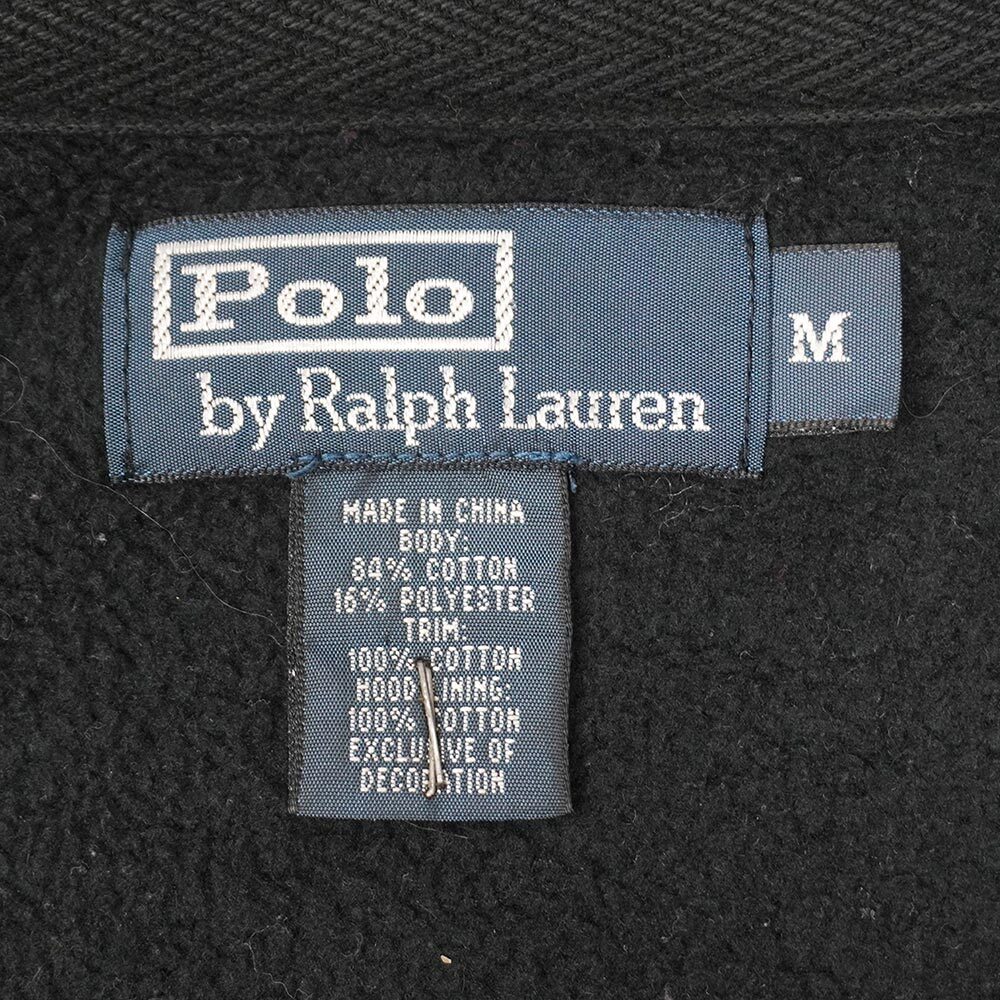 Polo
by Ralph Lauren
M
MADE IN CHINA
BODY:
84% COTTON
16% POLYESTER
TRIM:
100% COTTON
HOOD LINING:
100% COTTON
EXCLUSIVE OF
DECORATION